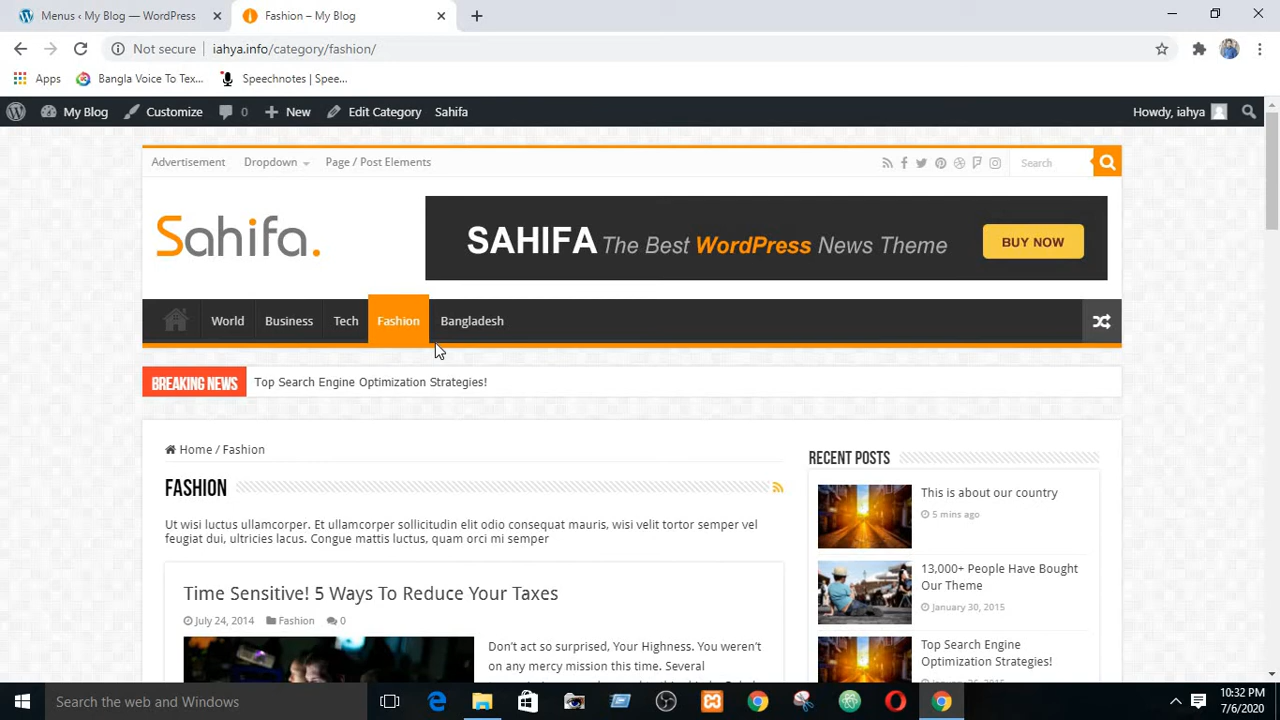 Menus ‹ My Blog — WordPress
Fashion – My Blog
Not secure
iahya.info/category/fashion/
Apps
Bangla Voice To Tex...
Speechnotes | Spee...
My Blog
Customize
0
New
Edit Category
Sahifa
Howdy, iahya
Advertisement
Dropdown
Page / Post Elements
Search
Sahifa.
SAHIFA The Best WordPress News Theme
BUY NOW
World
Business
Tech
Fashion
Bangladesh
BREAKING NEWS
Top Search Engine Optimization Strategies!
Home / Fashion
FASHION
Ut wisi luctus ullamcorper. Et ullamcorper sollicitudin elit odio consequat mauris, wisi velit tortor semper vel
feugiat dui, ultricies lacus. Congue mattis luctus, quam orci mi semper
Time Sensitive! 5 Ways To Reduce Your Taxes
July 24, 2014
Fashion
0
Don't act so surprised, Your Highness. You weren't
on any mercy mission this time. Several
RECENT POSTS
This is about our country
5 mins ago
13,000+ People Have Bought
Our Theme
January 30, 2015
Top Search Engine
Optimization Strategies!
Search the web and Windows
10:32 PM
7/6/2020